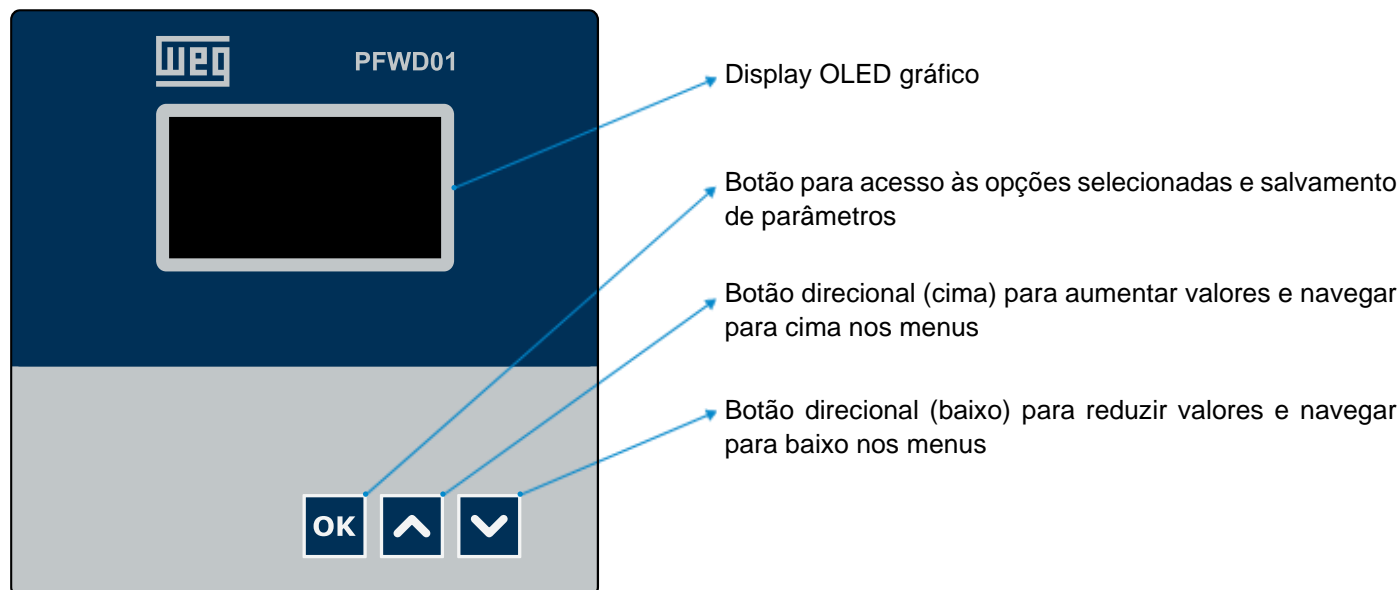 weg
PFWD01
Display OLED gráfico
Botão para acesso às opções selecionadas e salvamento
de parâmetros
Botão direcional (cima) para aumentar valores e navegar
para cima nos menus
Botão direcional (baixo) para reduzir valores e navegar
para baixo nos menus
OK